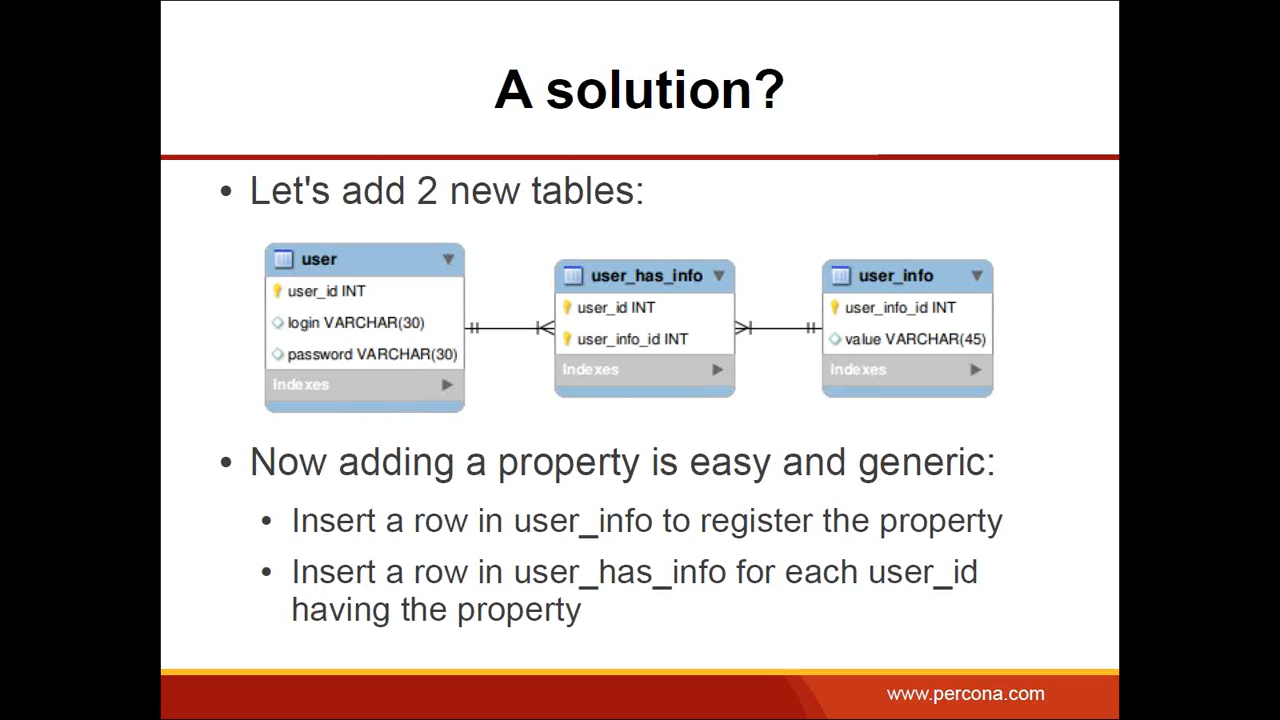 A solution?
• Let's add 2 new tables:
user
user_id INT
login VARCHAR(30)
password VARCHAR(30)
Indexes
user_has_info
user_id INT
user_info_id INT
Indexes
user_info
user_info_id INT
value VARCHAR(45)
Indexes
• Now adding a property is easy and generic:
• Insert a row in user_info to register the property
• Insert a row in user_has_info for each user_id
having the property
www.percona.com